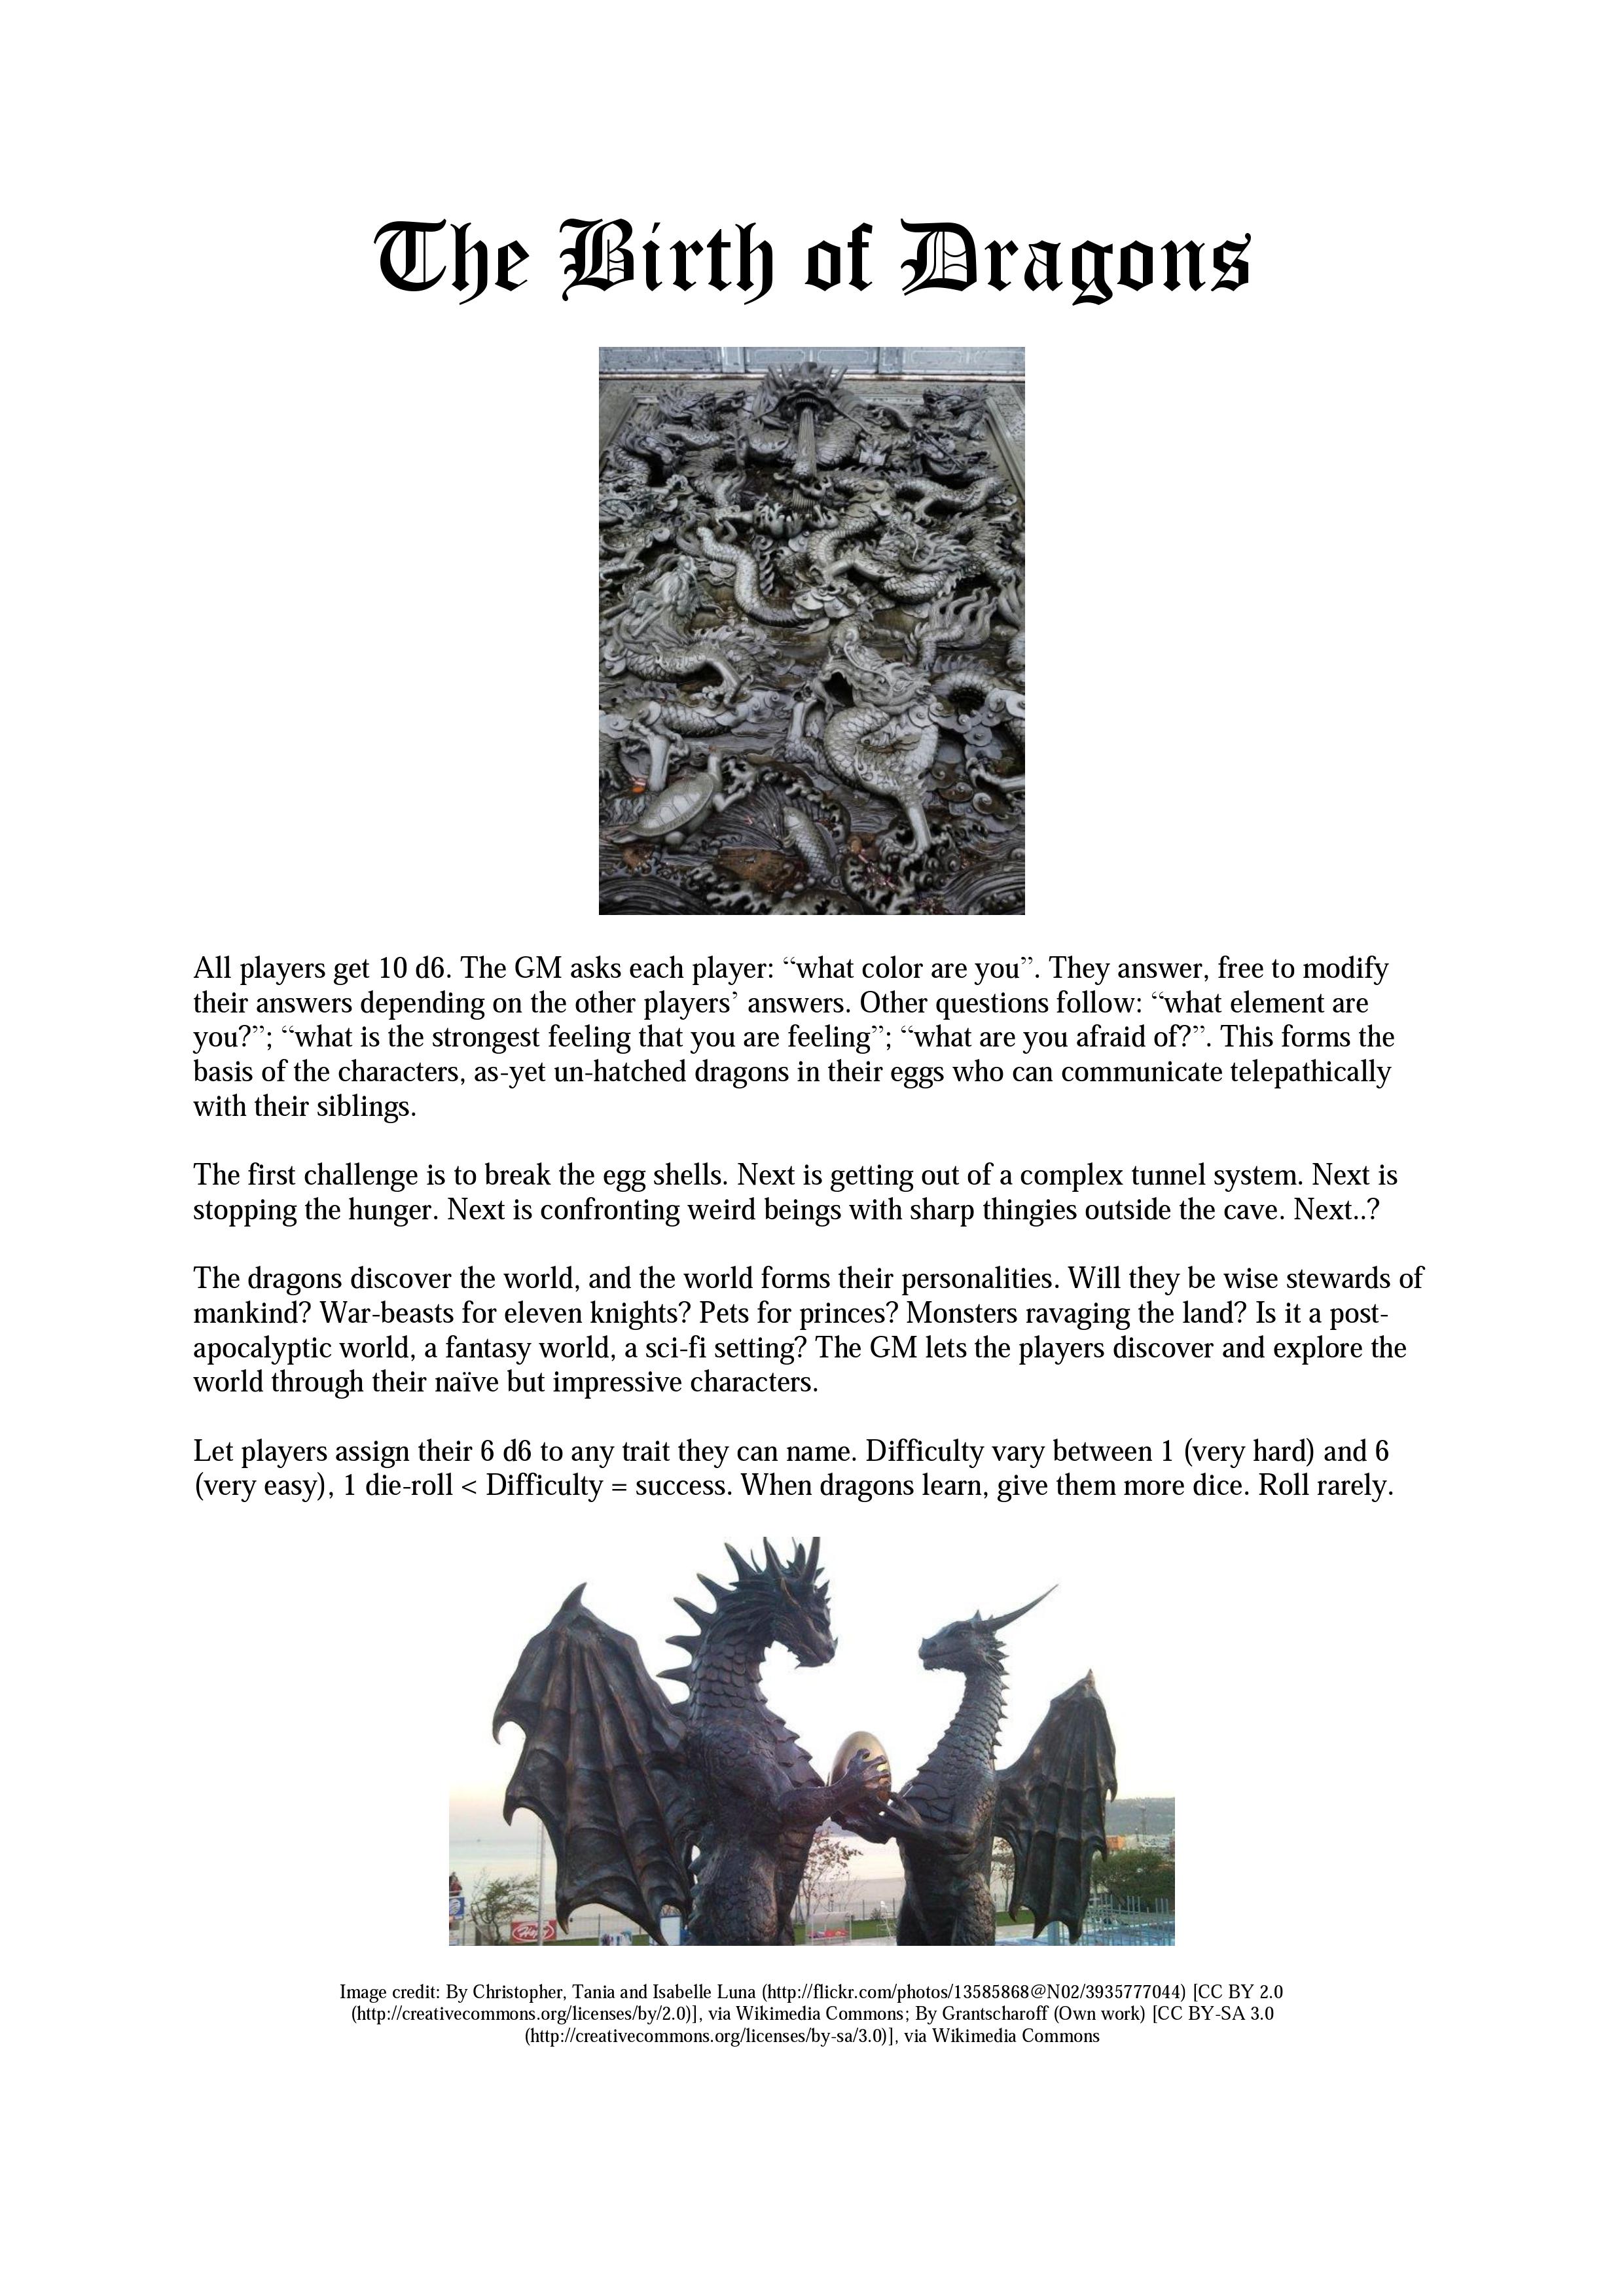 The Birth of Dragons
All players get 10 d6. The GM asks each player: “what color are you”. They answer, free to modify
their answers depending on the other players’ answers. Other questions follow: “what element are
you?”; “what is the strongest feeling that you are feeling”; “what are you afraid of?”. This forms the
basis of the characters, as-yet un-hatched dragons in their eggs who can communicate telepathically
with their siblings.
The first challenge is to break the egg shells. Next is getting out of a complex tunnel system. Next is
stopping the hunger. Next is confronting weird beings with sharp thingies outside the cave. Next..?
The dragons discover the world, and the world forms their personalities. Will they be wise stewards of
mankind? War-beasts for eleven knights? Pets for princes? Monsters ravaging the land? Is it a post-
apocalyptic world, a fantasy world, a sci-fi setting? The GM lets the players discover and explore the
world through their naïve but impressive characters.
Let players assign their 6 d6 to any trait they can name. Difficulty vary between 1 (very hard) and 6
(very easy), 1 die-roll < Difficulty = success. When dragons learn, give them more dice. Roll rarely.
Image credit: By Christopher, Tania and Isabelle Luna (http://flickr.com/photos/13585868@N02/3935777044) [CC BY 2.0
(http://creativecommons.org/licenses/by/2.0)], via Wikimedia Commons; By Grantscharoff (Own work) [CC BY-SA 3.0
(http://creativecommons.org/licenses/by-sa/3.0)], via Wikimedia Commons